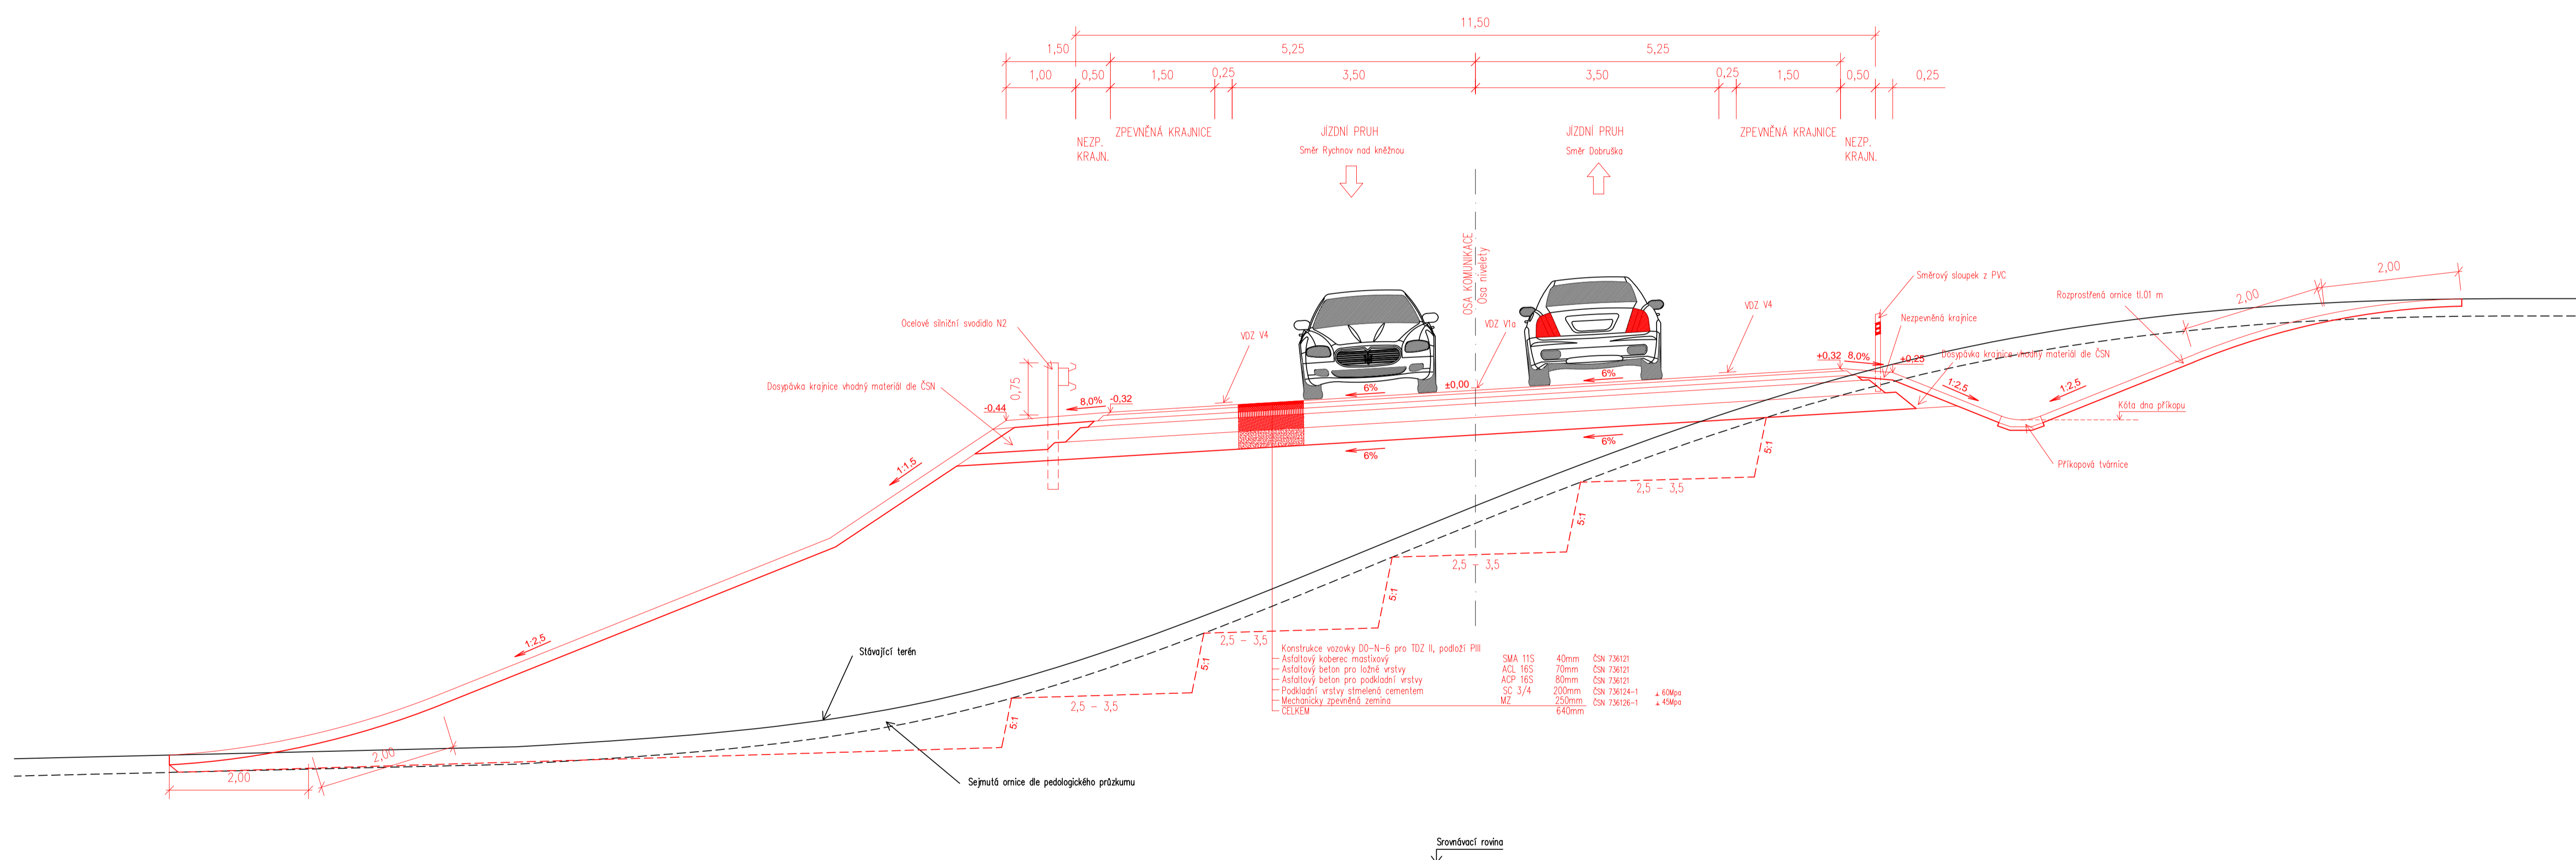 11,50
1,50 5,25 5,25
1,00 0,50 1,50 0,25 3,50 3,50 0,25 1,50 0,50 0,25
NEZP.
KRAJN.
ZPEVNĚNÁ KRAJNICE
JÍZDNÍ PRUH
Směr Rychnov nad kněžnou
JÍZDNÍ PRUH
Směr Dobruška
ZPEVNĚNÁ KRAJNICE
NEZP.
KRAJN.
OSA KOMUNIKACE
Osa nivelety
Ocelové silniční svodidlo N2
0,75
Dosypávka krajnice vhodný materiál dle ČSN
-0,44
8,0%
-0,32
VDZ V4
6%
±0,00
VDZ V1a
6%
VDZ V4
+0,32
8,0%
+0,25
Směrový sloupek z PVC
Nezpevněná krajnice
Dosypávka krajnice vhodný materiál dle ČSN
Rozprostřená ornice tl.01 m
2,00
2,00
1:2,5
1:2,5
Kóta dna příkopu
Příkopová tvárnice
6%
6%
1:1,5
1:2,5
5:1
2,5 – 3,5
5:1
2,5 – 3,5
5:1
2,5 – 3,5
5:1
2,5 – 3,5
5:1
Stávající terén
Sejmutá ornice dle pedologického průzkumu
2,00
2,00
Konstrukce vozovky D0-N-6 pro TDZ II, podloží PIII
Asfaltový koberec mastixový SMA 11S 40mm ČSN 736121
Asfaltový beton pro ložné vrstvy ACL 16S 70mm ČSN 736121
Asfaltový beton pro podkladní vrstvy ACP 16S 80mm ČSN 736121
Podkladní vrstvy stmelená cementem SC 3/4 200mm ČSN 736124-1 60Mpa
Mechanicky zpevněná zemina MZ 250mm ČSN 736126-1 45Mpa
CELKEM 640mm
Srovnávací rovina